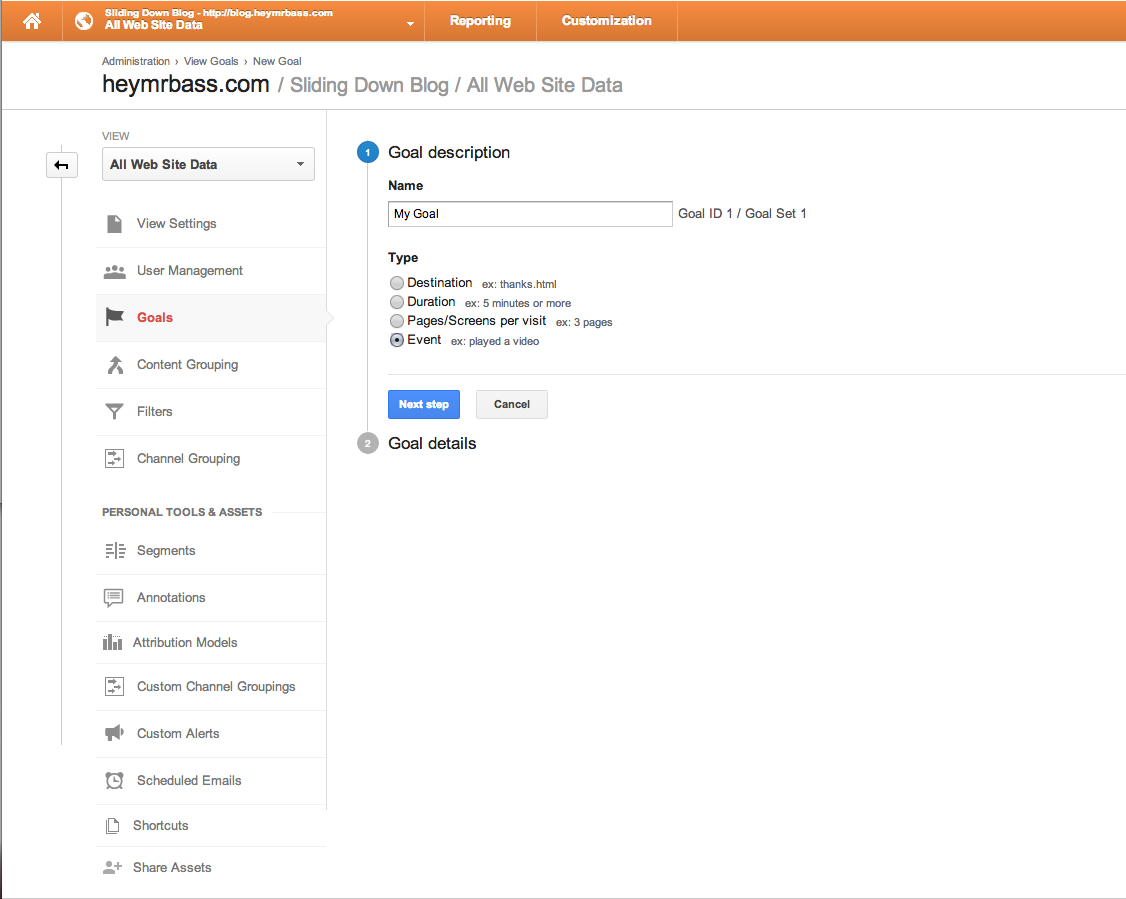 Sliding Down Blog - http://blog.heymrbass.com
All Web Site Data
Reporting
Customization
Administration › View Goals › New Goal
heymrbass.com / Sliding Down Blog / All Web Site Data
VIEW
All Web Site Data
View Settings
User Management
Goals
Content Grouping
Filters
Channel Grouping
PERSONAL TOOLS & ASSETS
Segments
Annotations
Attribution Models
Custom Channel Groupings
Custom Alerts
Scheduled Emails
Shortcuts
Share Assets
1 Goal description
Name
My Goal Goal ID 1 / Goal Set 1
Type
Destination ex: thanks.html
Duration ex: 5 minutes or more
Pages/Screens per visit ex: 3 pages
Event ex: played a video
Next step Cancel
2 Goal details